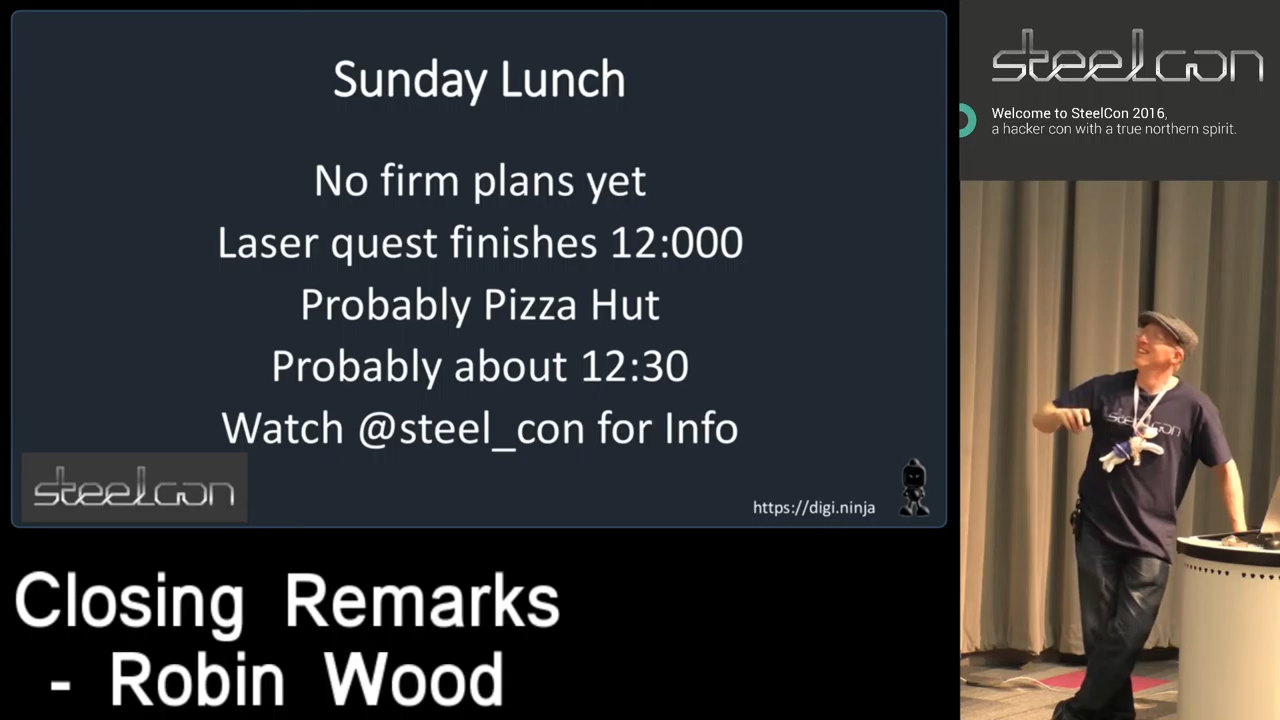 Sunday Lunch
No firm plans yet
Laser quest finishes 12:000
Probably Pizza Hut
Probably about 12:30
Watch @steel_con for Info
steelcon
https://digi.ninja
Closing Remarks
- Robin Wood
steelcon
Welcome to SteelCon 2016,
a hacker con with a true northern spirit.
steelcon